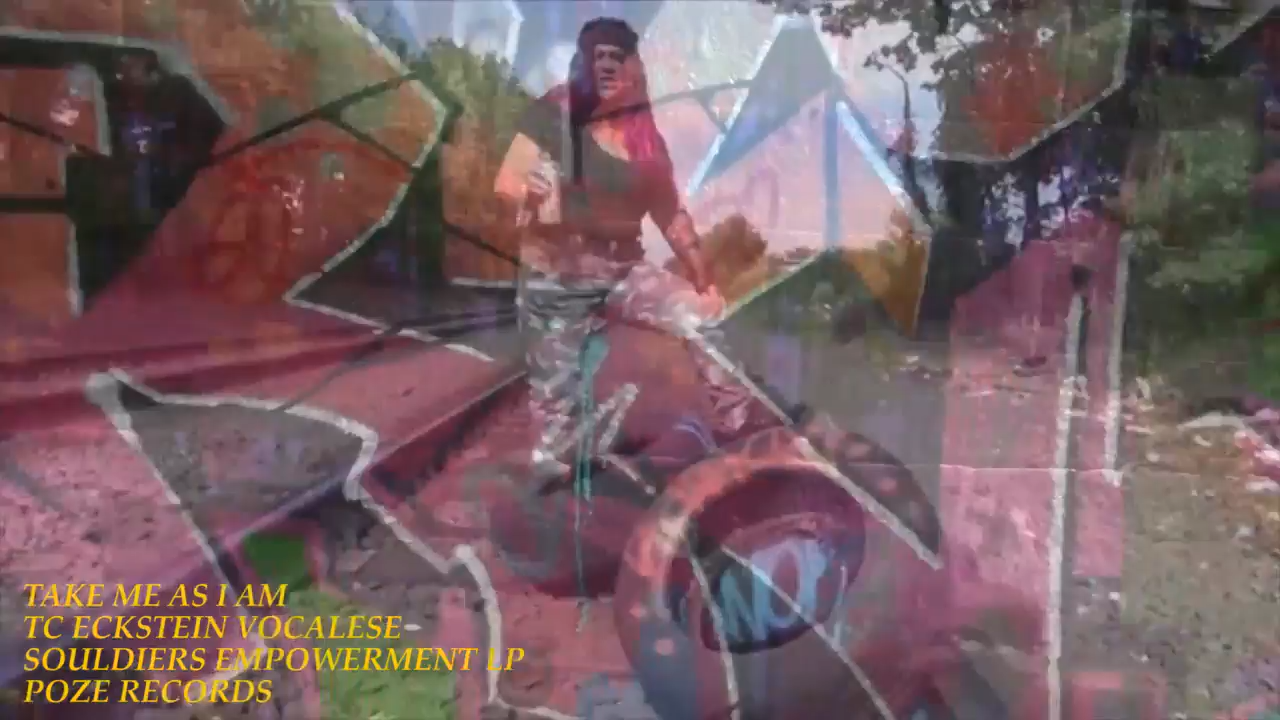 TAKE ME AS I AM
TC ECKSTEIN VOCALESE
SOULDIERS EMPOWERMENT LP
POZE RECORDS